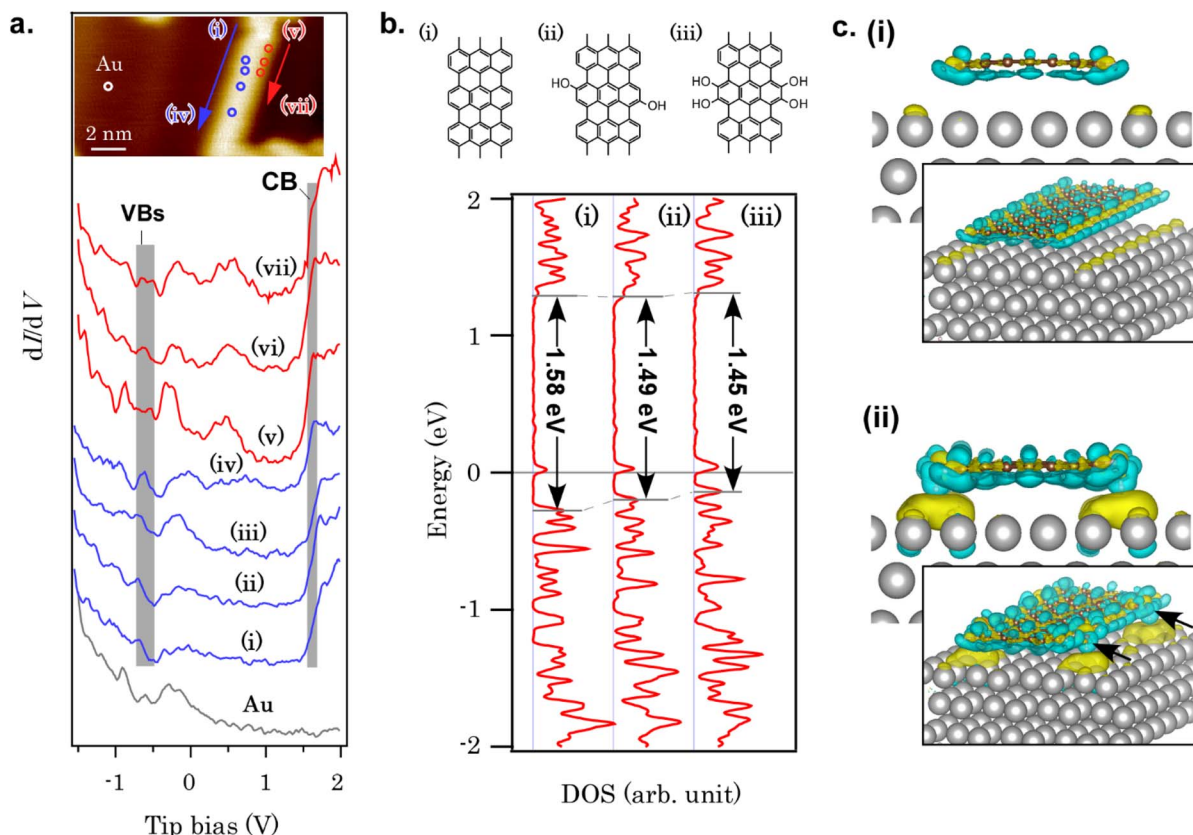 a.
(i)
(v)
Au
(iv)
(vii)
2 nm
CB
VBs
(vii)
(vi)
(v)
(iv)
(iii)
(ii)
(i)
Au
dI/dV
-1 0 1 2
Tip bias (V)
b.
(i) (ii) (iii)
HO OH
HO OH
HO OH
2
1
0
-1
-2
Energy (eV)
(i) (ii) (iii)
1.58 eV
1.49 eV
1.45 eV
DOS (arb. unit)
c. (i)
(ii)